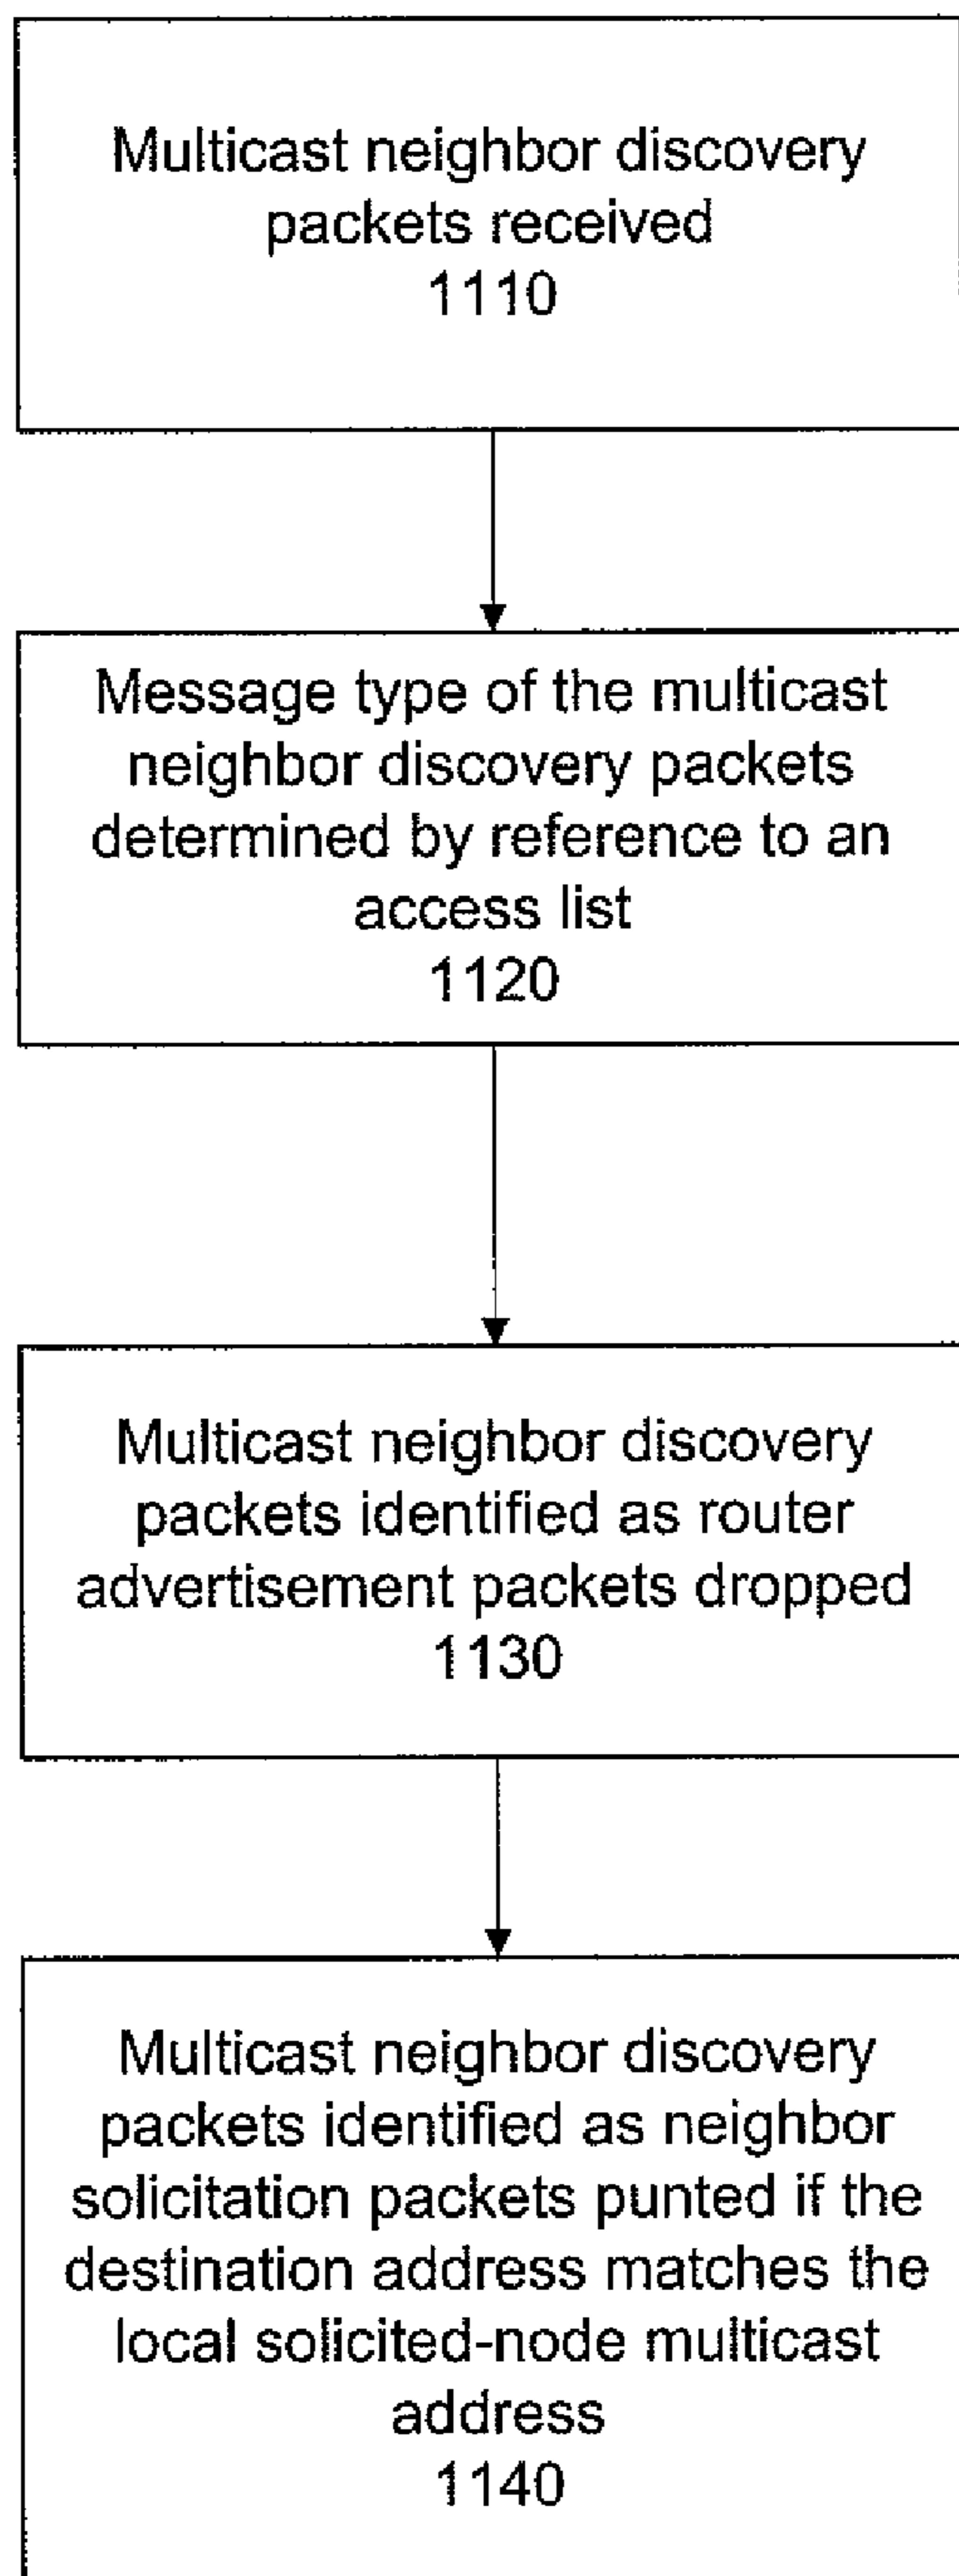 Multicast neighbor discovery
packets received
1110
Message type of the multicast
neighbor discovery packets
determined by reference to an
access list
1120
Multicast neighbor discovery
packets identified as router
advertisement packets dropped
1130
Multicast neighbor discovery
packets identified as neighbor
solicitation packets punted if the
destination address matches the
local solicited-node multicast
address
1140